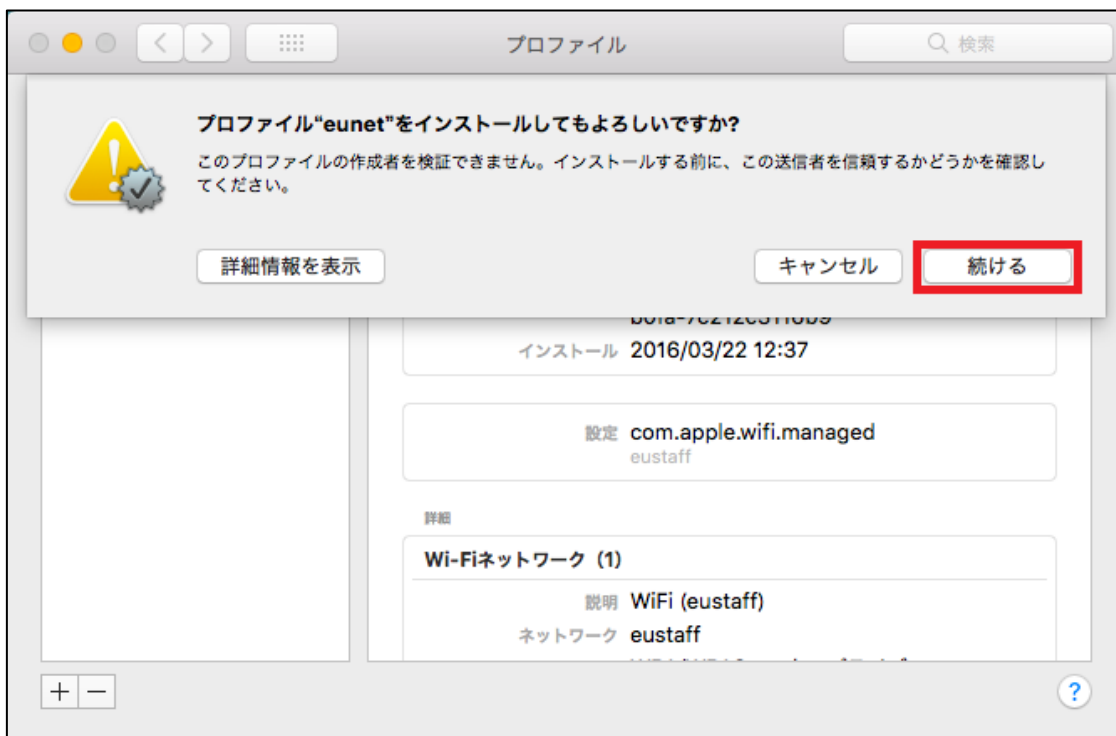 プロファイル
検索
プロファイル“eunet”をインストールしてもよろしいですか?
このプロファイルの作成者を検証できません。インストールする前に、この送信者を信頼するかどうかを確認し
てください。
詳細情報を表示
キャンセル
続ける
インストール 2016/03/22 12:37
設定 com.apple.wifi.managed
eustaff
詳細
Wi-Fiネットワーク (1)
説明 WiFi (eustaff)
ネットワーク eustaff